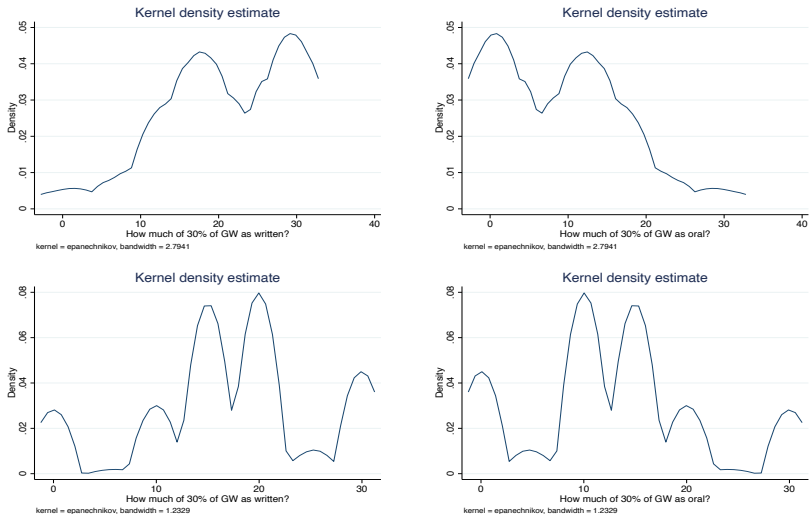 Kernel density estimate
.05
.04
.03
.02
.01
0
Density
0 10 20 30 40
How much of 30% of GW as written?
kernel = epanechnikov, bandwidth = 2.7941
Kernel density estimate
.05
.04
.03
.02
.01
0
Density
0 10 20 30 40
How much of 30% of GW as oral?
kernel = epanechnikov, bandwidth = 2.7941
Kernel density estimate
.08
.06
.04
.02
0
Density
0 10 20 30
How much of 30% of GW as written?
kernel = epanechnikov, bandwidth = 1.2329
Kernel density estimate
.08
.06
.04
.02
0
Density
0 10 20 30
How much of 30% of GW as oral?
kernel = epanechnikov, bandwidth = 1.2329